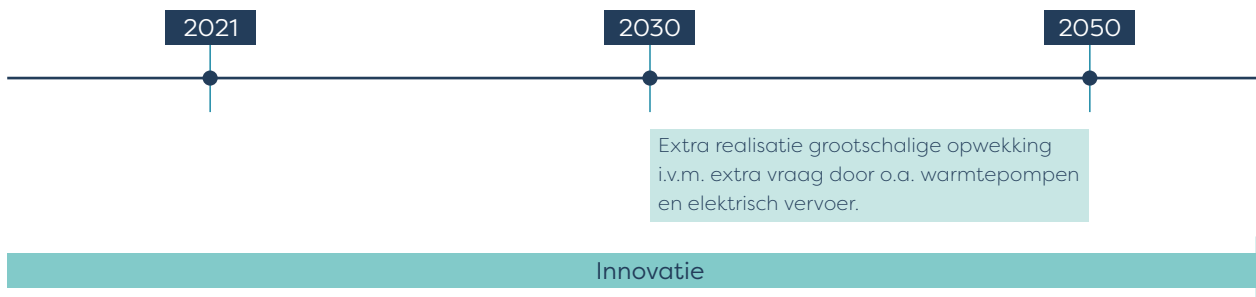 2021
2030
2050
Extra realisatie grootschalige opwekking
i.v.m. extra vraag door o.a. warmtepompen
en elektrisch vervoer.
Innovatie